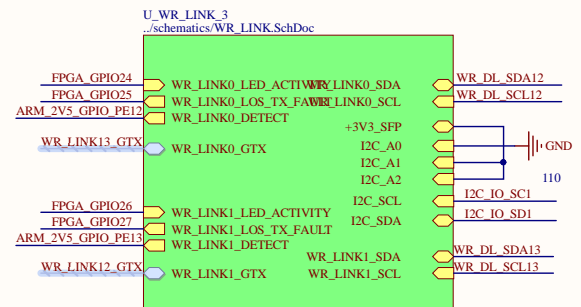 U_WR_LINK_3
../schematics/WR_LINK.SchDoc
FPGA_GPIO24 WR_LINK0_LED_ACTIVITY WR_LINK0_SDA WR_DL_SDA12
FPGA_GPIO25 WR_LINK0_LOS_TX_FAULT WR_LINK0_SCL WR_DL_SCL12
ARM_2V5_GPIO_PE12 WR_LINK0_DETECT
+3V3_SFP
WR_LINK13_GTX WR_LINK0_GTX I2C_A0 GND
I2C_A1
I2C_A2 I10
I2C_SCL I2C_IO_SC1
FPGA_GPIO26 WR_LINK1_LED_ACTIVITY I2C_SDA I2C_IO_SD1
FPGA_GPIO27 WR_LINK1_LOS_TX_FAULT
ARM_2V5_GPIO_PE13 WR_LINK1_DETECT
WR_LINK1_SDA WR_DL_SDA13
WR_LINK12_GTX WR_LINK1_GTX WR_LINK1_SCL WR_DL_SCL13